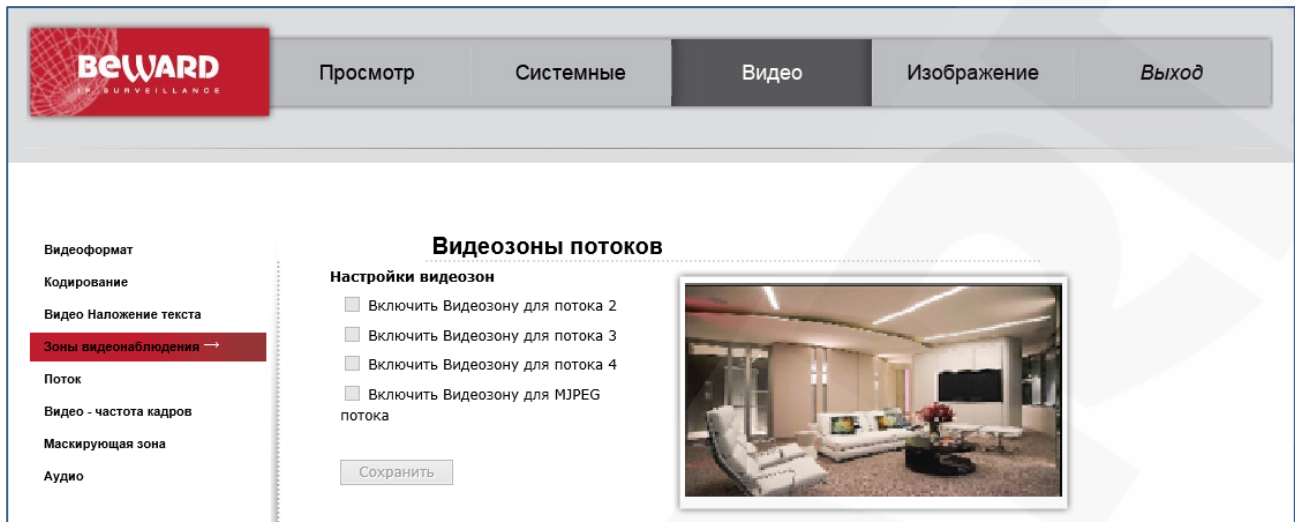 BEWARD
IP SURVEILLANCE
Просмотр
Системные
Видео
Изображение
Выход
Видеоформат
Кодирование
Видео Наложение текста
Зоны видеонаблюдения →
Поток
Видео - частота кадров
Маскирующая зона
Аудио
Видеозоны потоков
Настройки видеозон
Включить Видеозону для потока 2
Включить Видеозону для потока 3
Включить Видеозону для потока 4
Включить Видеозону для MJPEG
потока
Сохранить